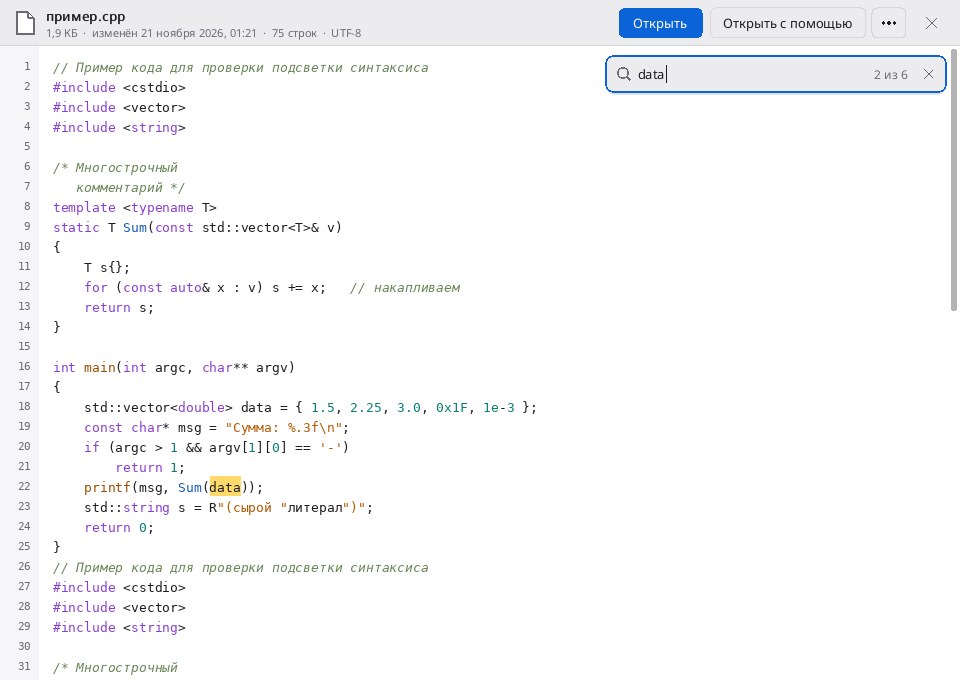 пример.cpp
1,9 КБ · изменён 21 ноября 2026, 01:21 · 75 строк · UTF-8
Открыть
Открыть с помощью
data
2 из 6
1 // Пример кода для проверки подсветки синтаксиса
2 #include <cstdio>
3 #include <vector>
4 #include <string>
5
6 /* Многострочный
7    комментарий */
8 template <typename T>
9 static T Sum(const std::vector<T>& v)
10 {
11     T s{};
12     for (const auto& x : v) s += x;   // накапливаем
13     return s;
14 }
15
16 int main(int argc, char** argv)
17 {
18     std::vector<double> data = { 1.5, 2.25, 3.0, 0x1F, 1e-3 };
19     const char* msg = "Сумма: %.3f\n";
20     if (argc > 1 && argv[1][0] == '-')
21         return 1;
22     printf(msg, Sum(data));
23     std::string s = R"(сырой "литерал")";
24     return 0;
25 }
26 // Пример кода для проверки подсветки синтаксиса
27 #include <cstdio>
28 #include <vector>
29 #include <string>
30
31 /* Многострочный